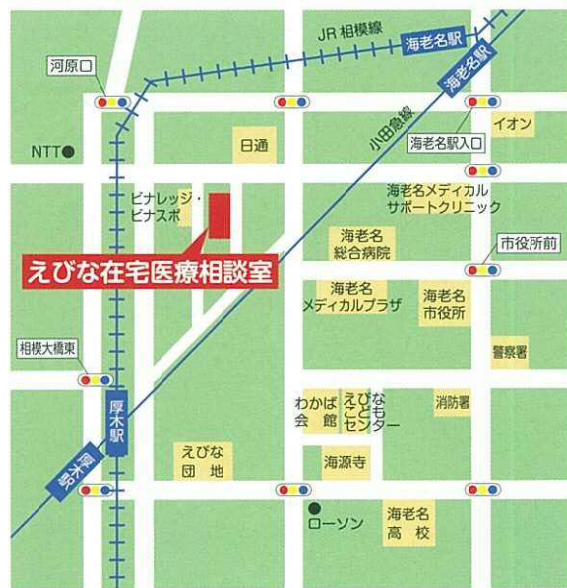 JR相模線
海老名駅
海老名駅
河原口
小田急線
海老名駅入口
イオン
NTT
日通
海老名メディカル
サポートクリニック
ビナレッジ・
ビナスポ
海老名
総合病院
市役所前
えびな在宅医療相談室
海老名
メディカルプラザ
海老名
市役所
相模大橋東
警察署
厚木駅
わかば
会館
えびな
こども
センター
消防署
厚木駅
えびな
団地
海源寺
ローソン
海老名
高校